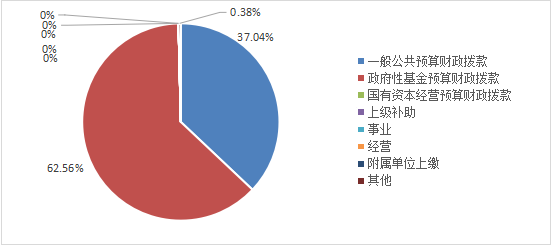 0%
0%
0%
0%
0%
0.38%
37.04%
62.56%
一般公共预算财政拨款
政府性基金预算财政拨款
国有资本经营预算财政拨款
上级补助
事业
经营
附属单位上缴
其他